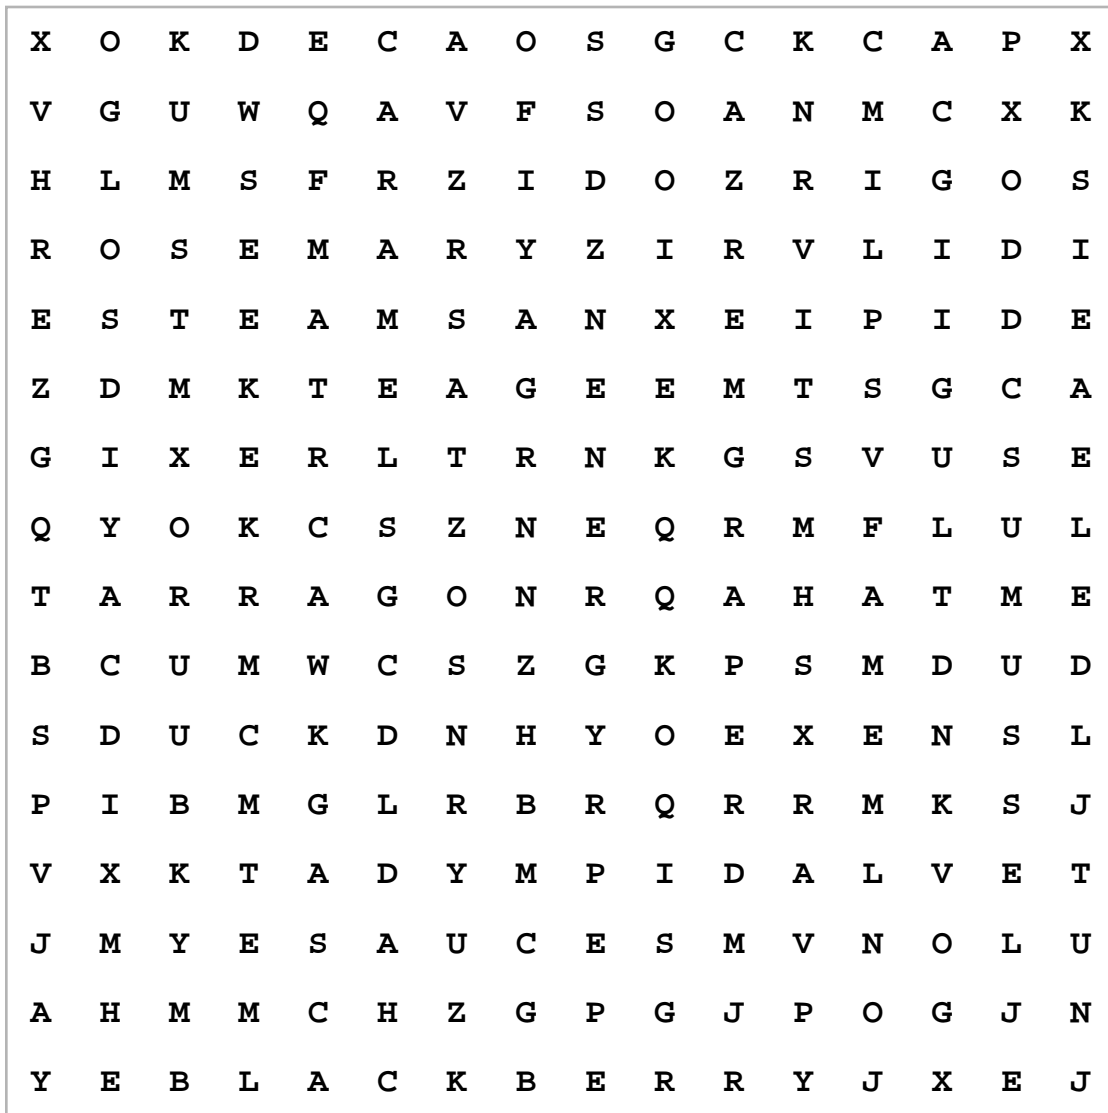 X O K D E C A O S G C K C A P X
V G U W Q A V F S O A N M C X K
H L M S F R Z I D O Z R I G O S
R O S E M A R Y Z I R V L I D I
E S T E A M S A N X E I P I D E
Z D M K T E A G E E M T S G C A
G I X E R L T R N K G S V U S E
Q Y O K C S Z N E Q R M F L U L
T A R R A G O N R Q A H A T M E
B C U M W C S Z G K P S M D U D
S D U C K D N H Y O E X E N S L
P I B M G L R B R Q R R M K S J
V X K T A D Y M P I D A L V E T
J M Y E S A U C E S M V N O L U
A H M M C H Z G P G J P O G J N
Y E B L A C K B E R R Y J X E J